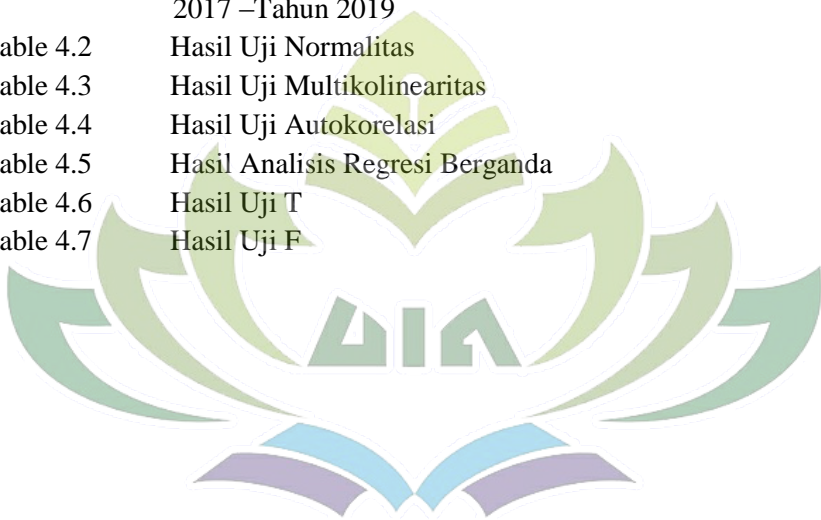 2017 –Tahun 2019
able 4.2 Hasil Uji Normalitas
able 4.3 Hasil Uji Multikolinearitas
able 4.4 Hasil Uji Autokorelasi
able 4.5 Hasil Analisis Regresi Berganda
able 4.6 Hasil Uji T
able 4.7 Hasil Uji F